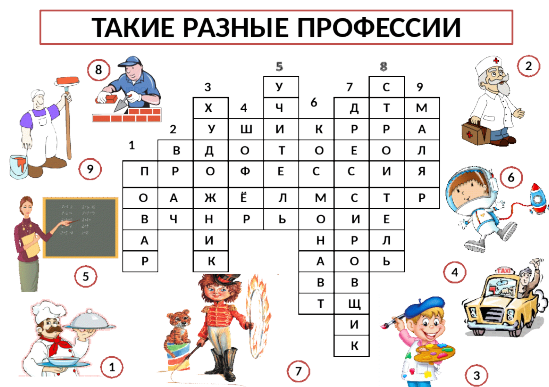 ТАКИЕ РАЗНЫЕ ПРОФЕССИИ
5 8
8 2
3 У 7 С 9
Х 4 Ч 6 Д Т М
2 У Ш И К Р Р А
1 В Д О Т О Е О Л
П Р О Ф Е С С И Я
9 6
О А Ж Ё Л М С Т Р
В Ч Н Р Ь О И Е
А И Н Р Л
Р К А О Ь
5 4
TAXI
В В
Т Щ
И
К
1 7 3